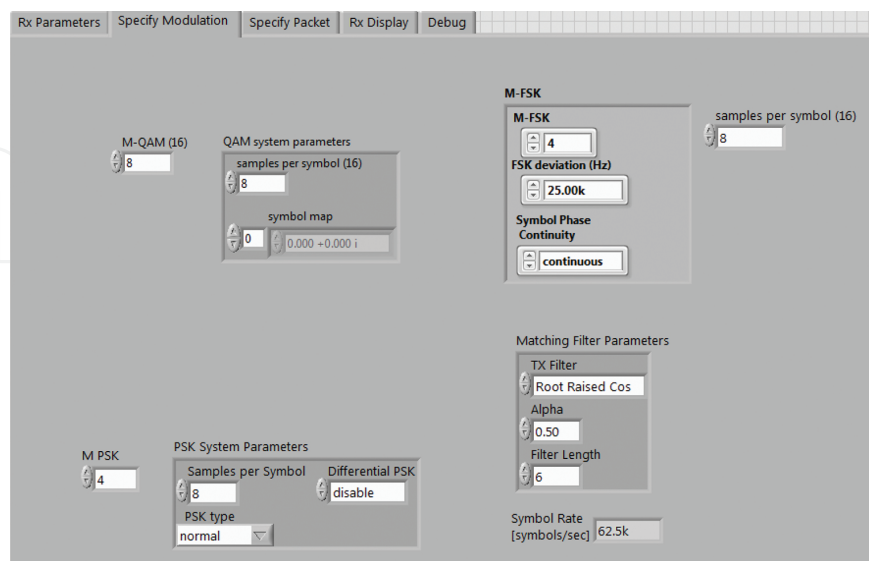 Rx Parameters Specify Modulation Specify Packet Rx Display Debug
M-QAM (16)
8
QAM system parameters
samples per symbol (16)
8
symbol map
0 0.000 +0.000 i
M-FSK
M-FSK
4
FSK deviation (Hz)
25.00k
Symbol Phase
Continuity
continuous
samples per symbol (16)
8
Matching Filter Parameters
TX Filter
Root Raised Cos
Alpha
0.50
Filter Length
6
M PSK
4
PSK System Parameters
Samples per Symbol Differential PSK
8 disable
PSK type
normal
Symbol Rate
[symbols/sec] 62.5k